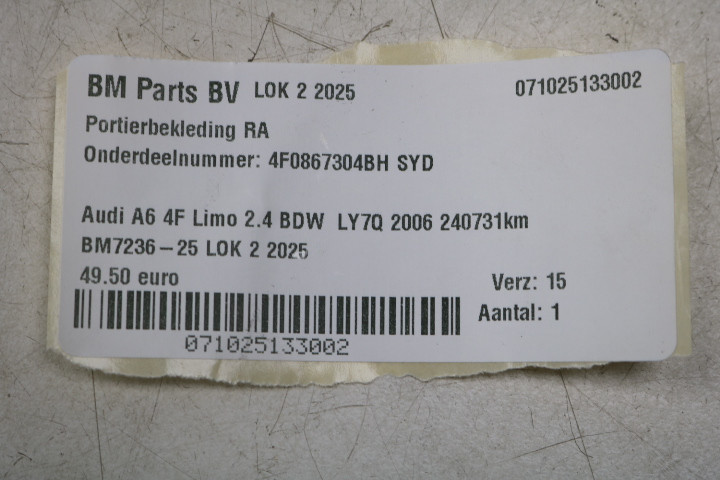 BM Parts BV LOK 2 2025 071025133002
Portierbekleding RA
Onderdeelnummer: 4F0867304BH SYD
Audi A6 4F Limo 2.4 BDW LY7Q 2006 240731km
BM7236-25 LOK 2 2025
49.50 euro Verz: 15
Aantal: 1
071025133002